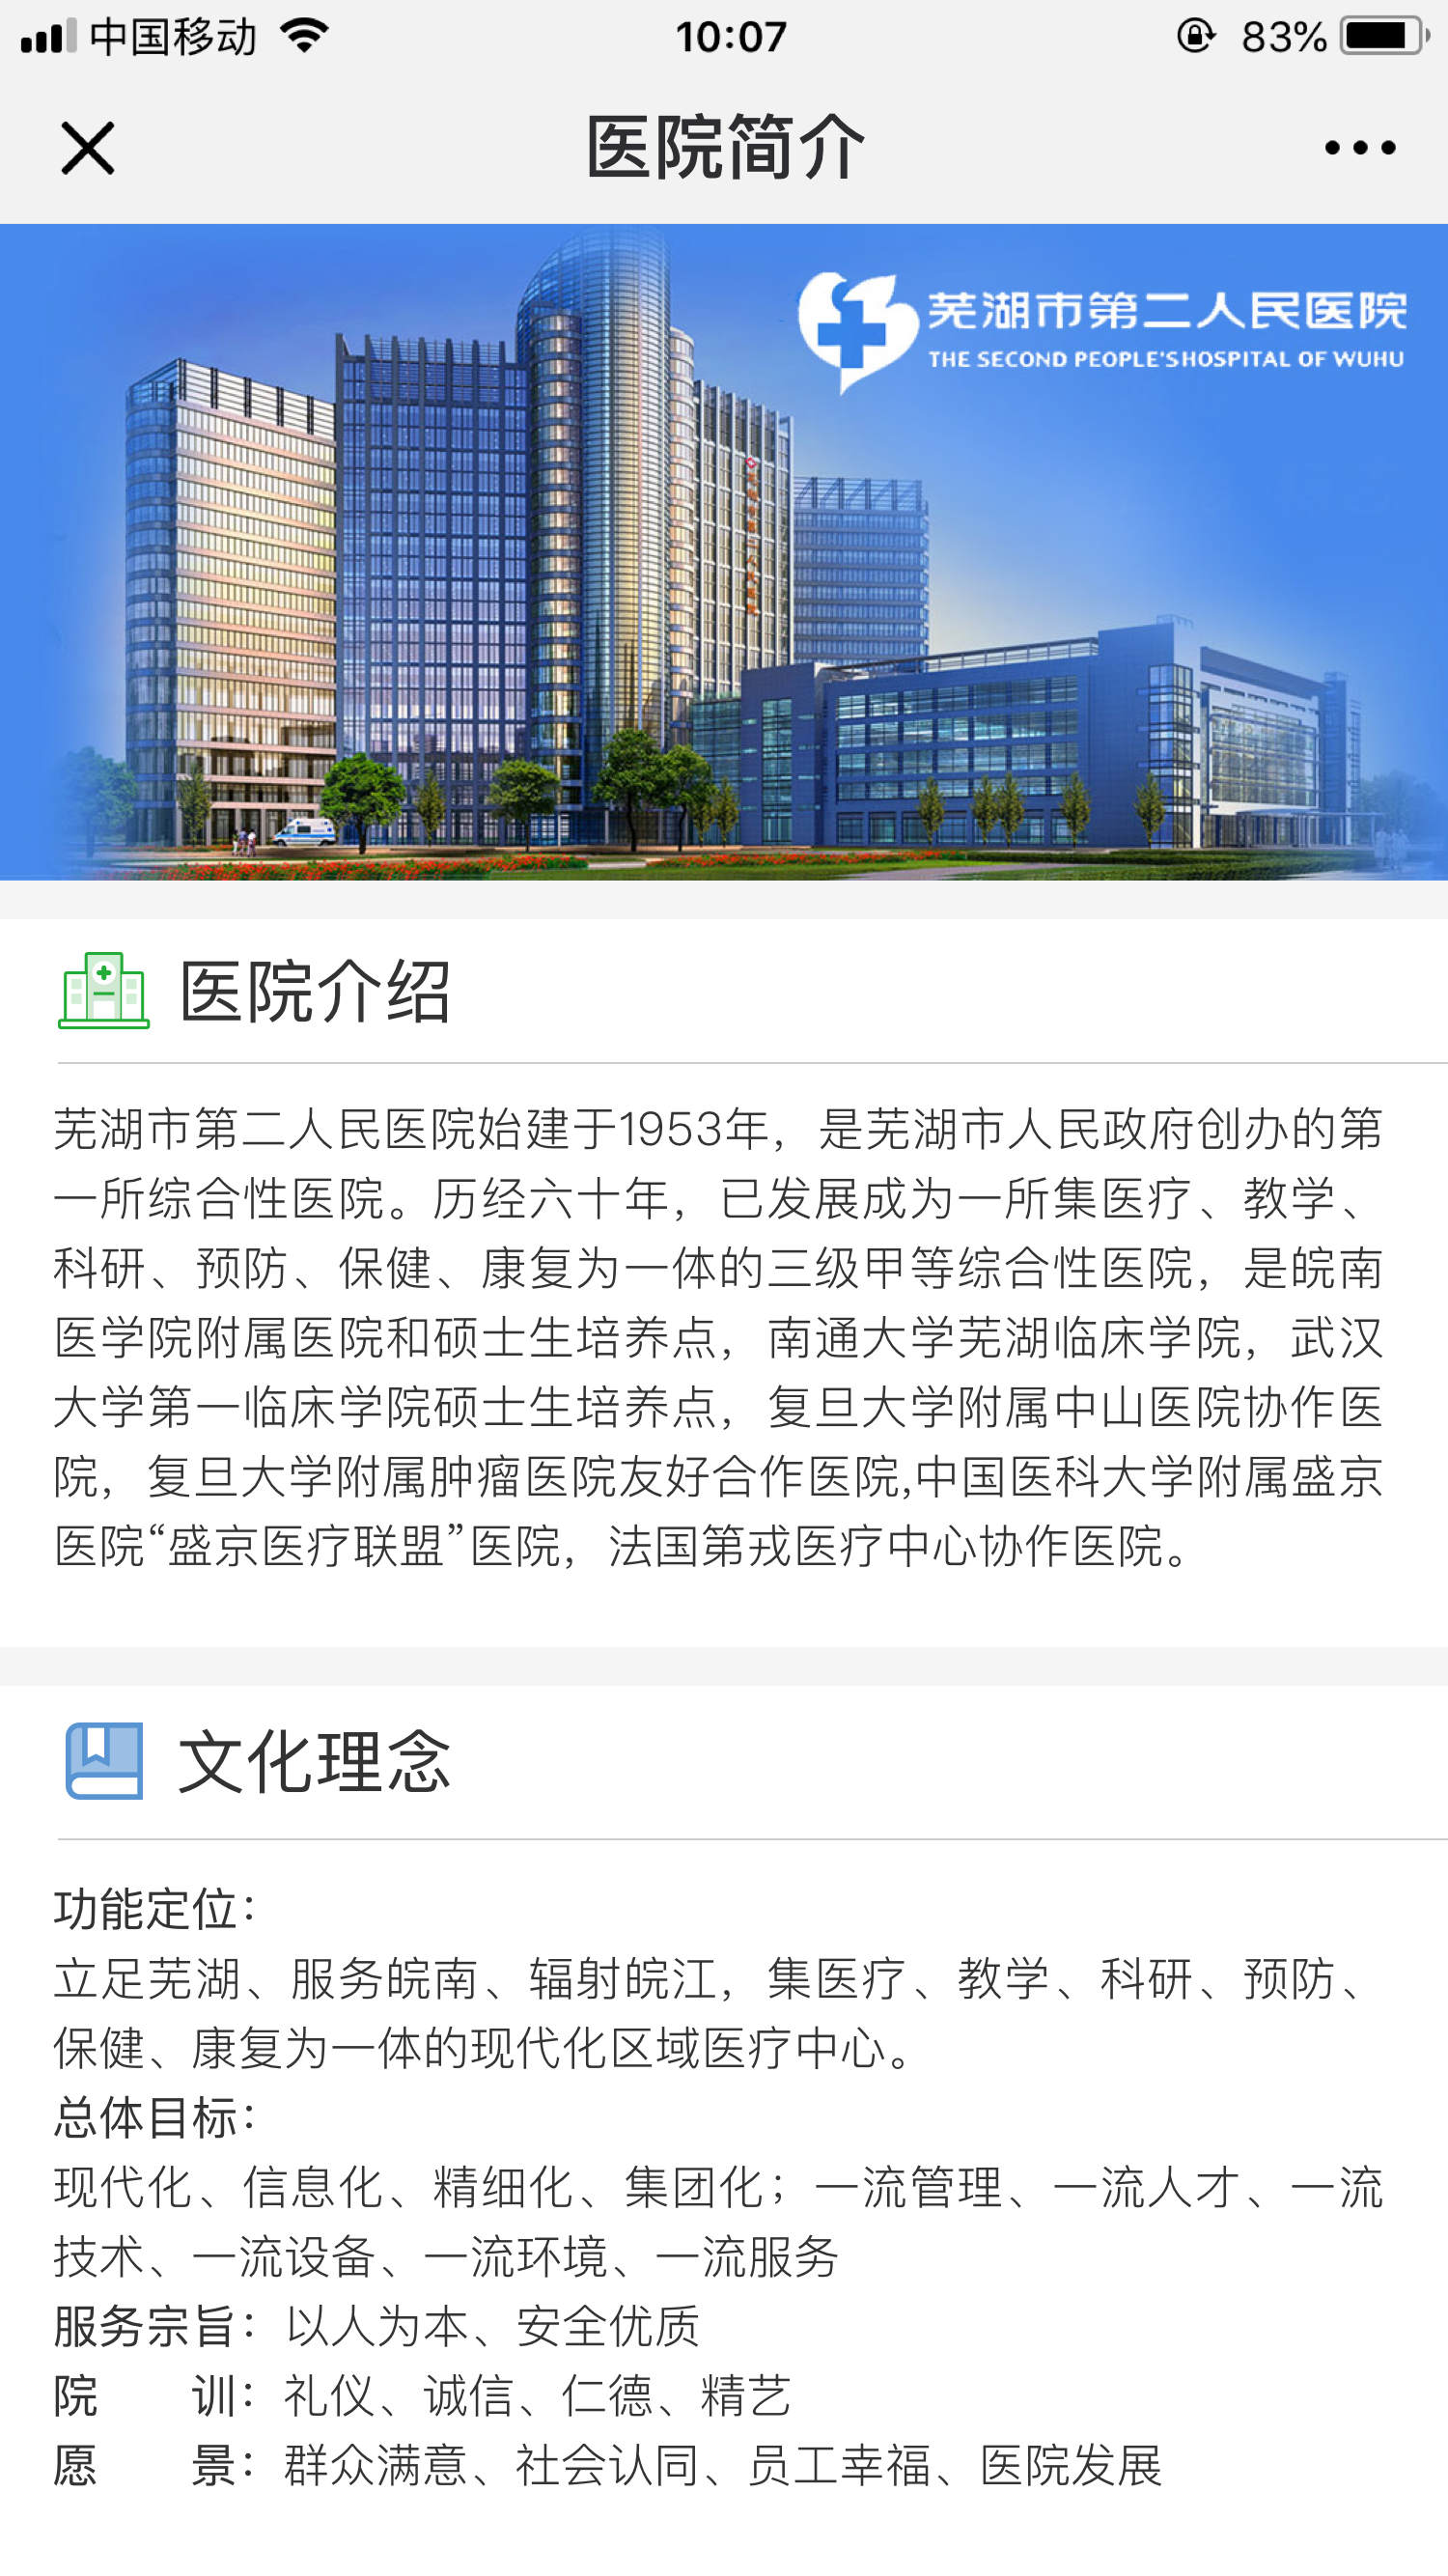 中国移动 10:07 83%
医院简介
芜湖市第二人民医院
THE SECOND PEOPLE'S HOSPITAL OF WUHU
医院介绍
芜湖市第二人民医院始建于1953年，是芜湖市人民政府创办的第
一所综合性医院。历经六十年，已发展成为一所集医疗、教学、
科研、预防、保健、康复为一体的三级甲等综合性医院，是皖南
医学院附属医院和硕士生培养点，南通大学芜湖临床学院，武汉
大学第一临床学院硕士生培养点，复旦大学附属中山医院协作医
院，复旦大学附属肿瘤医院友好合作医院,中国医科大学附属盛京
医院“盛京医疗联盟”医院，法国第戎医疗中心协作医院。
文化理念
功能定位：
立足芜湖、服务皖南、辐射皖江，集医疗、教学、科研、预防、
保健、康复为一体的现代化区域医疗中心。
总体目标：
现代化、信息化、精细化、集团化；一流管理、一流人才、一流
技术、一流设备、一流环境、一流服务
服务宗旨：以人为本、安全优质
院　　训：礼仪、诚信、仁德、精艺
愿　　景：群众满意、社会认同、员工幸福、医院发展